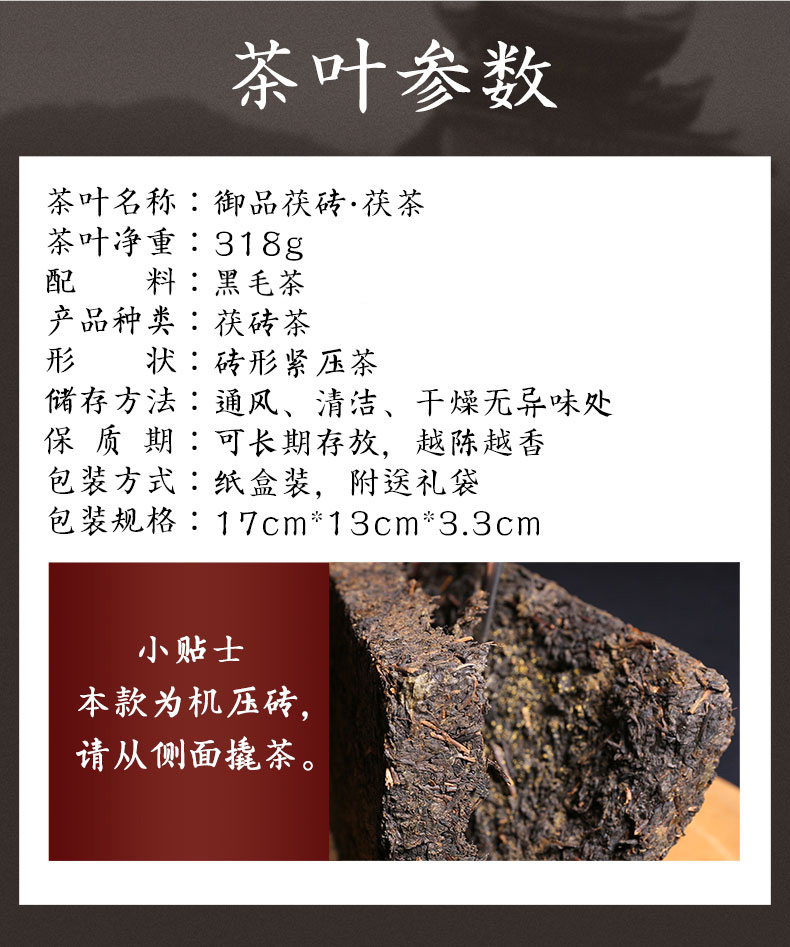 茶叶参数
茶叶名称：御品茯砖·茯茶
茶叶净重：318g
配料：黑毛茶
产品种类：茯砖茶
形状：砖形紧压茶
储存方法：通风、清洁、干燥无异味处
保质期：可长期存放，越陈越香
包装方式：纸盒装，附送礼袋
包装规格：17cm*13cm*3.3cm
小贴士
本款为机压砖，
请从侧面撬茶。